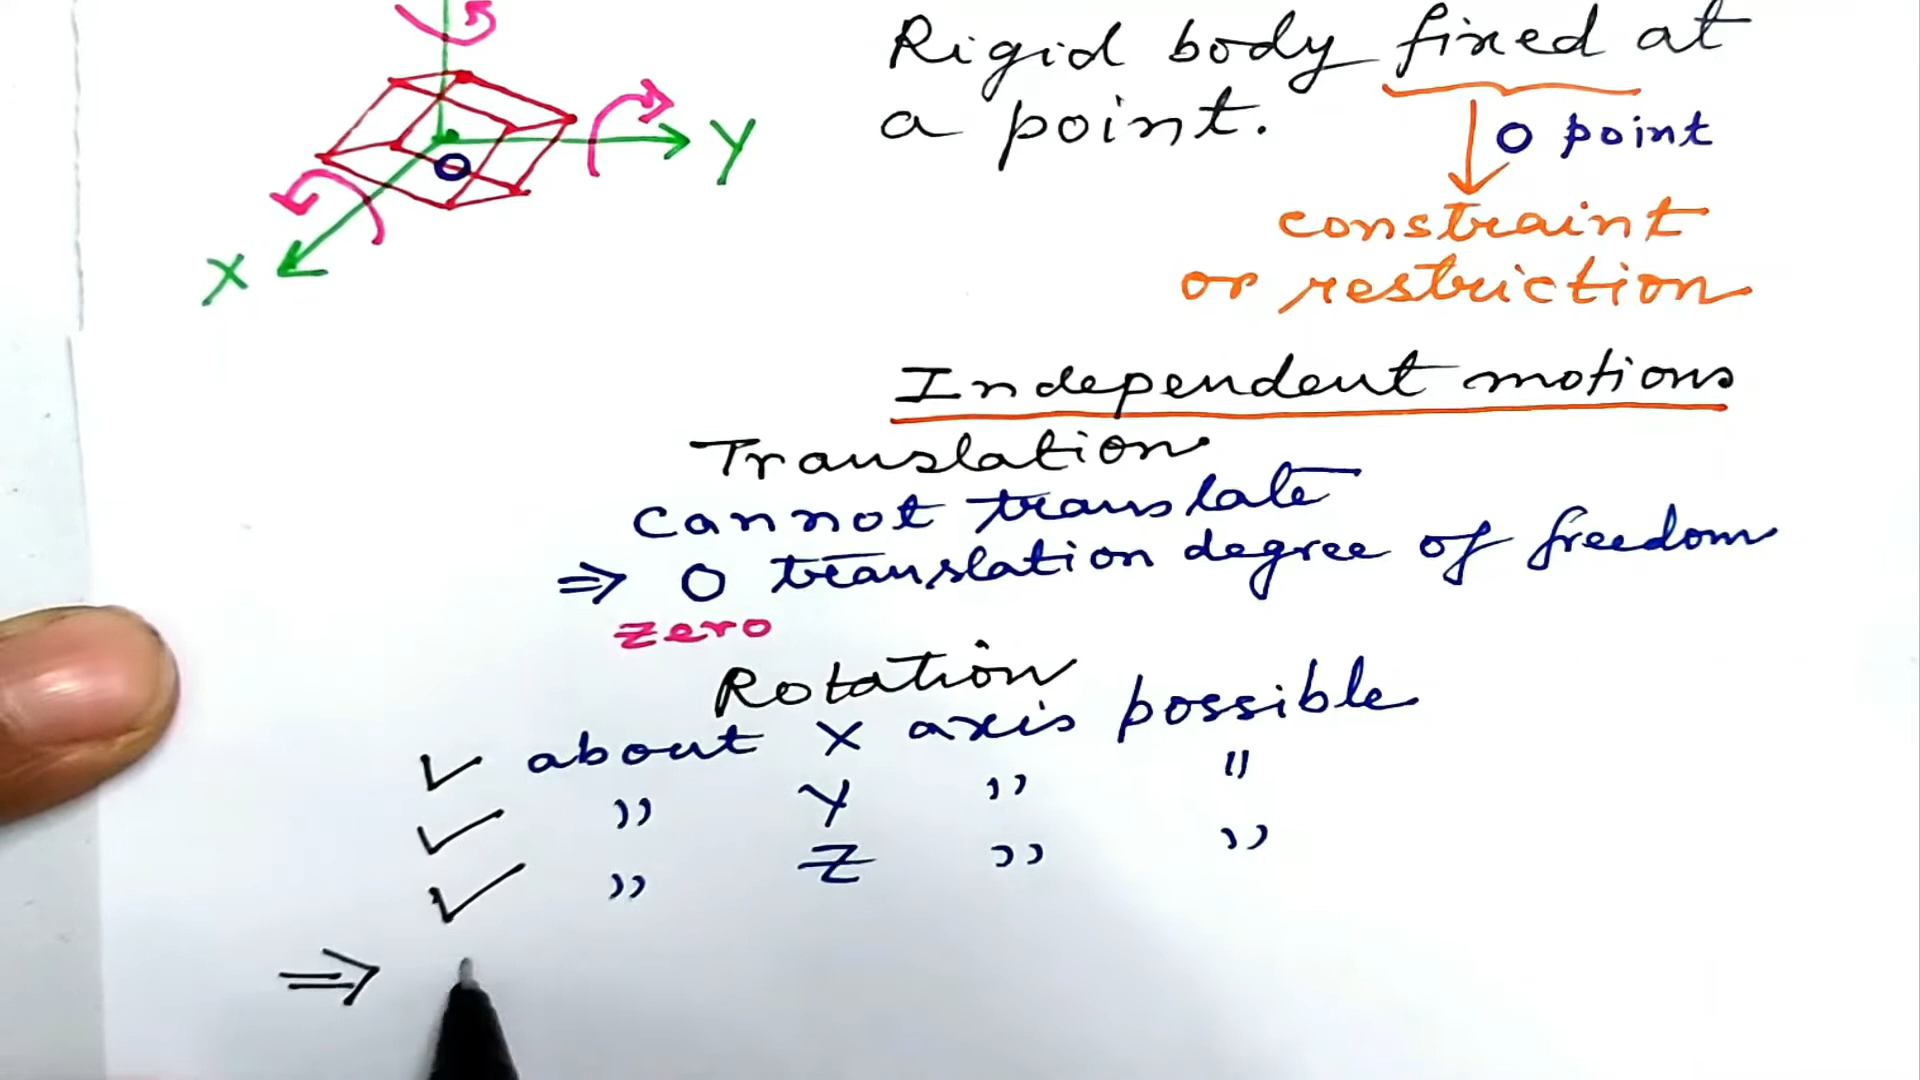 Rigid body fixed at
a point.
O point
constraint
or restriction
Y
O
X
Independent motions
Translation
cannot translate
⇒ O translation degree of freedom
zero
Rotation
✓ about X axis possible
✓ ,, Y ,, ,,
✓ ,, Z ,, ,,
⇒